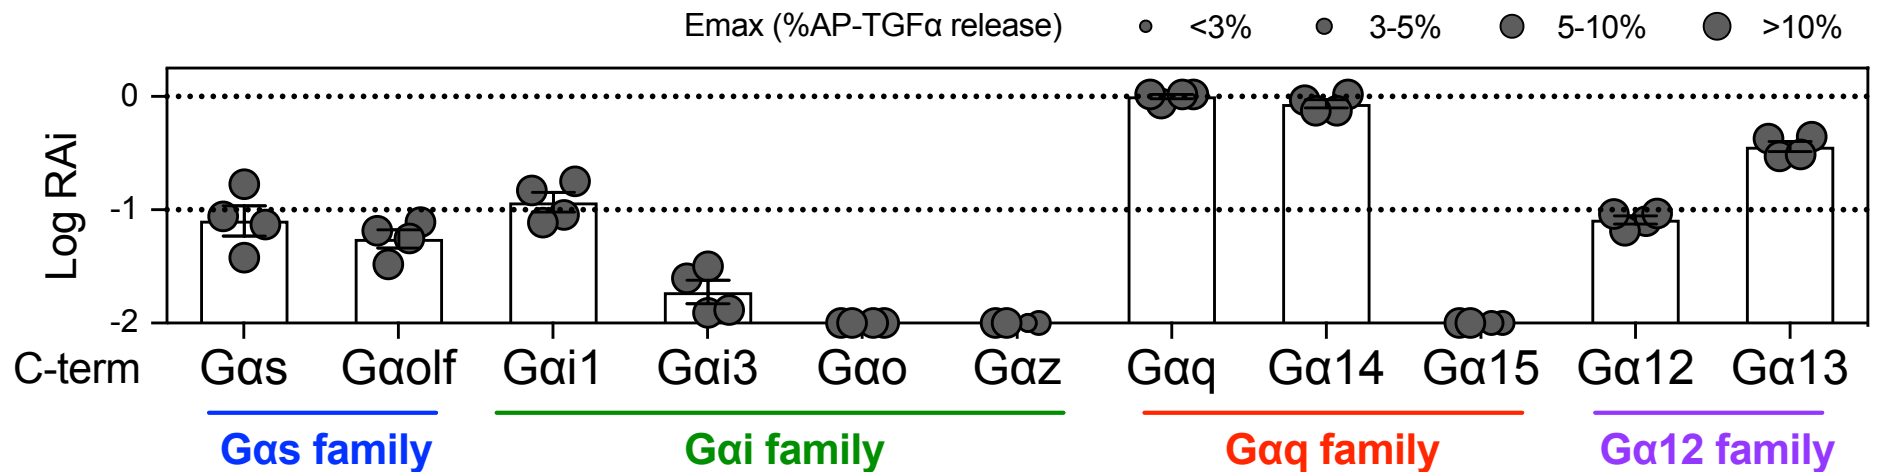 Emax (%AP-TGFα release) <3% 3-5% 5-10% >10%
Log RAi
0
-1
-2
C-term Gαs Gαolf Gαi1 Gαi3 Gαo Gαz Gαq Gα14 Gα15 Gα12 Gα13
Gαs family Gαi family Gαq family Gα12 family